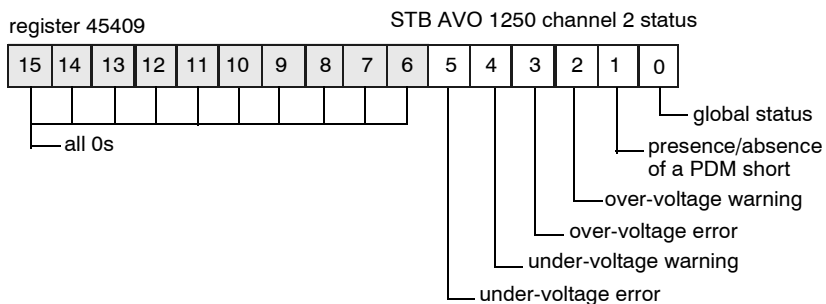 register 45409
STB AVO 1250 channel 2 status
15 14 13 12 11 10 9 8 7 6 5 4 3 2 1 0
global status
all 0s
presence/absence
of a PDM short
over-voltage warning
over-voltage error
under-voltage warning
under-voltage error